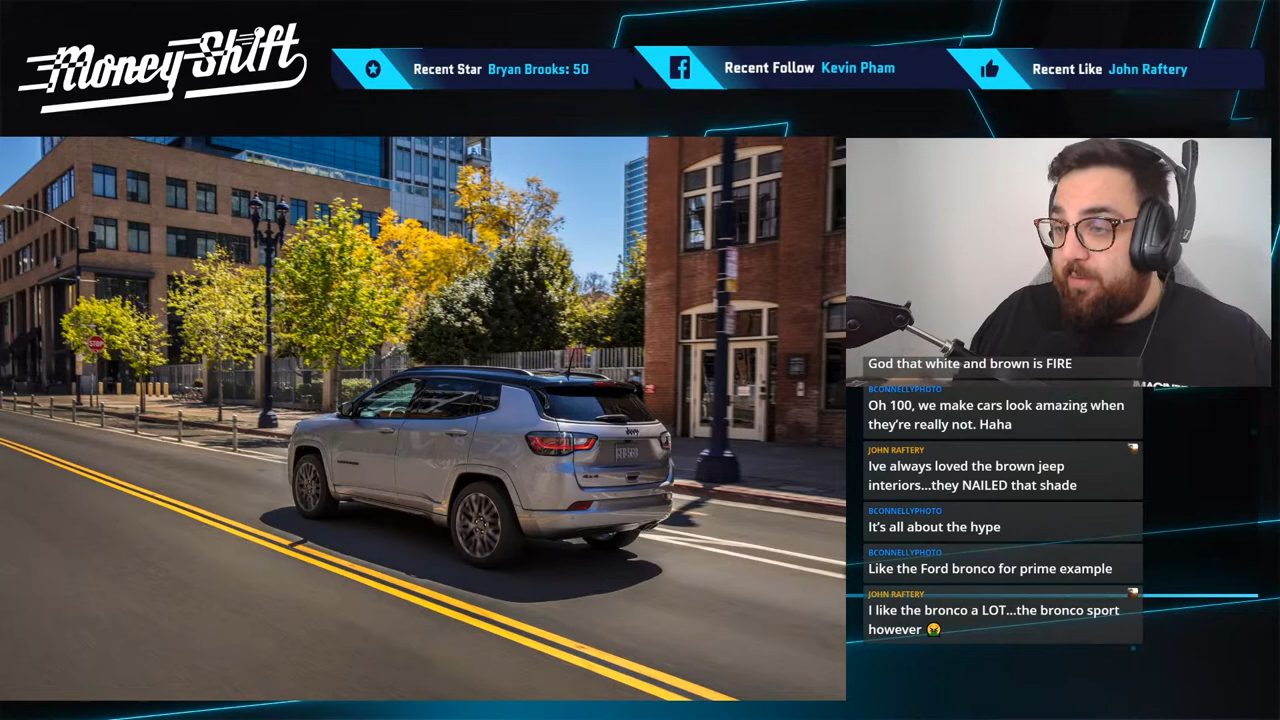 Money Shift
Recent Star Bryan Brooks: 50
Recent Follow Kevin Pham
Recent Like John Raftery
STOP
Jeep
God that white and brown is FIRE
BCONNELLYPHOTO
Oh 100, we make cars look amazing when
they're really not. Haha
JOHN RAFTERY
Ive always loved the brown jeep
interiors...they NAILED that shade
BCONNELLYPHOTO
It's all about the hype
BCONNELLYPHOTO
Like the Ford bronco for prime example
JOHN RAFTERY
I like the bronco a LOT...the bronco sport
however 🤮